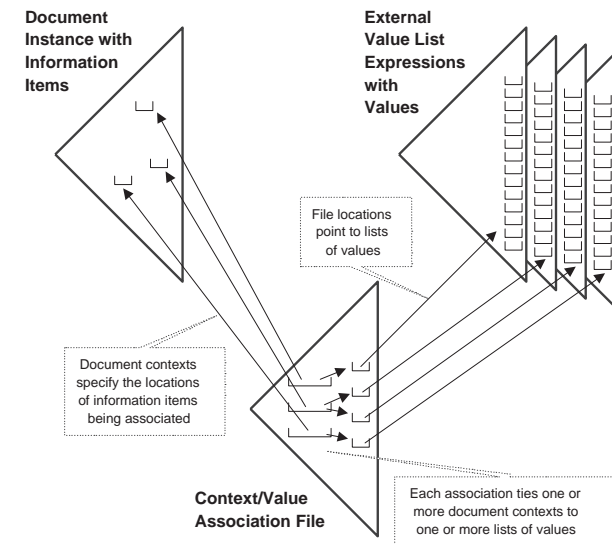 Document
Instance with
Information
Items
External
Value List
Expressions
with
Values
File locations
point to lists
of values
Document contexts
specify the locations
of information items
being associated
Context/Value
Association File
Each association ties one or
more document contexts to
one or more lists of values